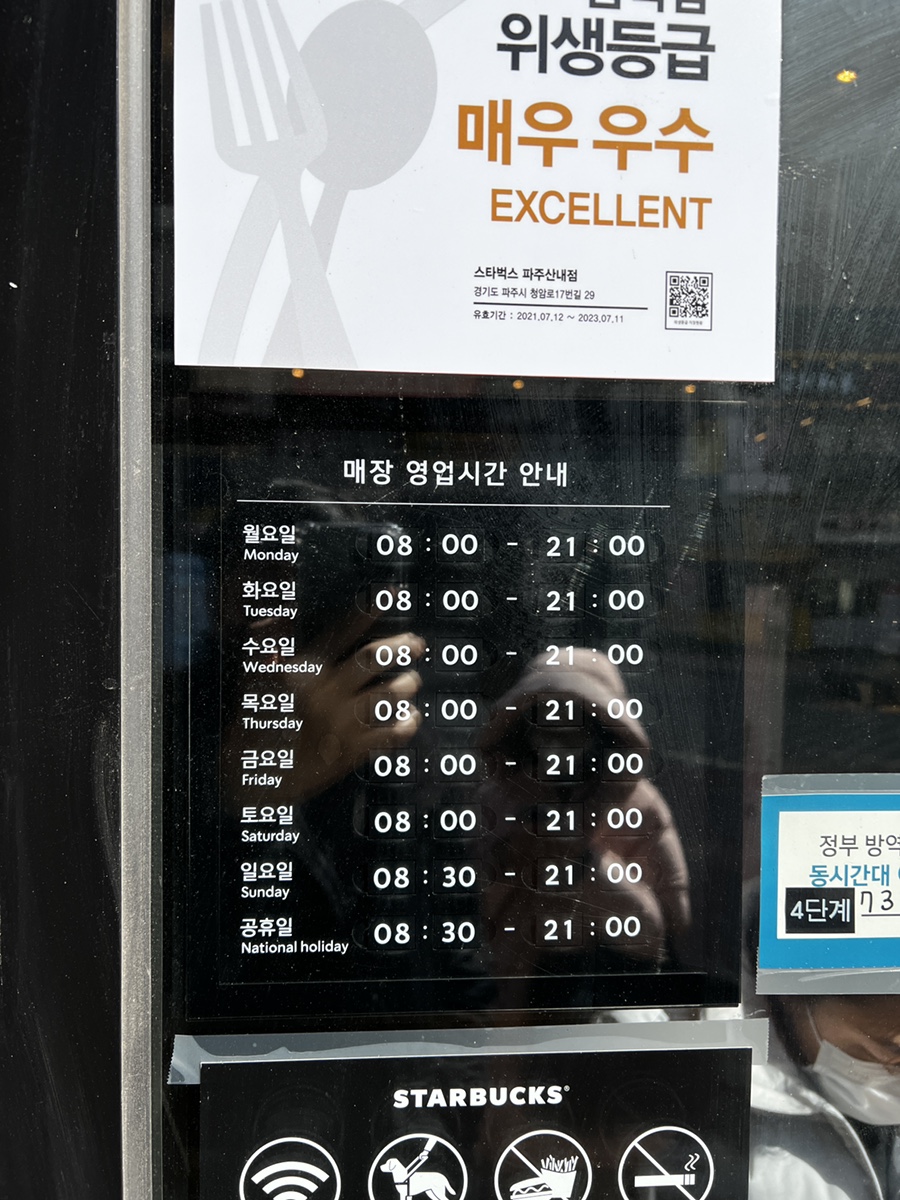 위생등급
매우 우수
EXCELLENT
스타벅스 파주산내점
경기도 파주시 청암로17번길 29
유효기간 : 2021.07.12 ~ 2023.07.11
매장 영업시간 안내
월요일 08 : 00 - 21 : 00
Monday
화요일 08 : 00 - 21 : 00
Tuesday
수요일 08 : 00 - 21 : 00
Wednesday
목요일 08 : 00 - 21 : 00
Thursday
금요일 08 : 00 - 21 : 00
Friday
토요일 08 : 00 - 21 : 00
Saturday
일요일 08 : 30 - 21 : 00
Sunday
공휴일 08 : 30 - 21 : 00
National holiday
정부 방역
동시간대
4단계 73
STARBUCKS®